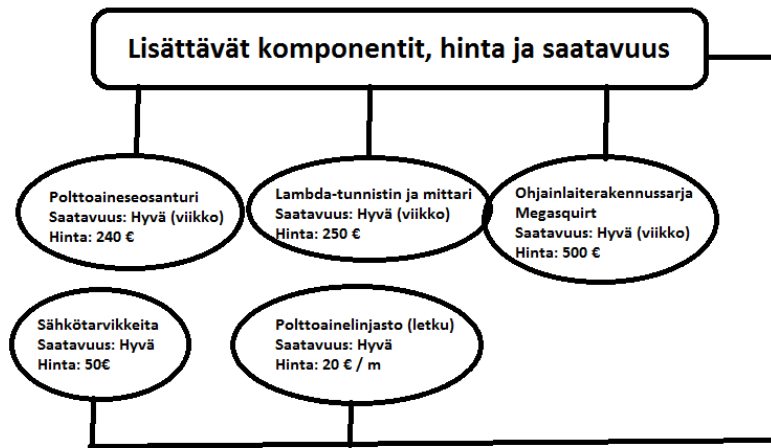 Lisättävät komponentit, hinta ja saatavuus
Polttoaineseosanturi
Saatavuus: Hyvä (viikko)
Hinta: 240 €
Lambda-tunnistin ja mittari
Saatavuus: Hyvä (viikko)
Hinta: 250 €
Ohjainlaiterakennussarja
Megasquirt
Saatavuus: Hyvä (viikko)
Hinta: 500 €
Sähkötarvikkeita
Saatavuus: Hyvä
Hinta: 50€
Polttoainelinjasto (letku)
Saatavuus: Hyvä
Hinta: 20 € / m